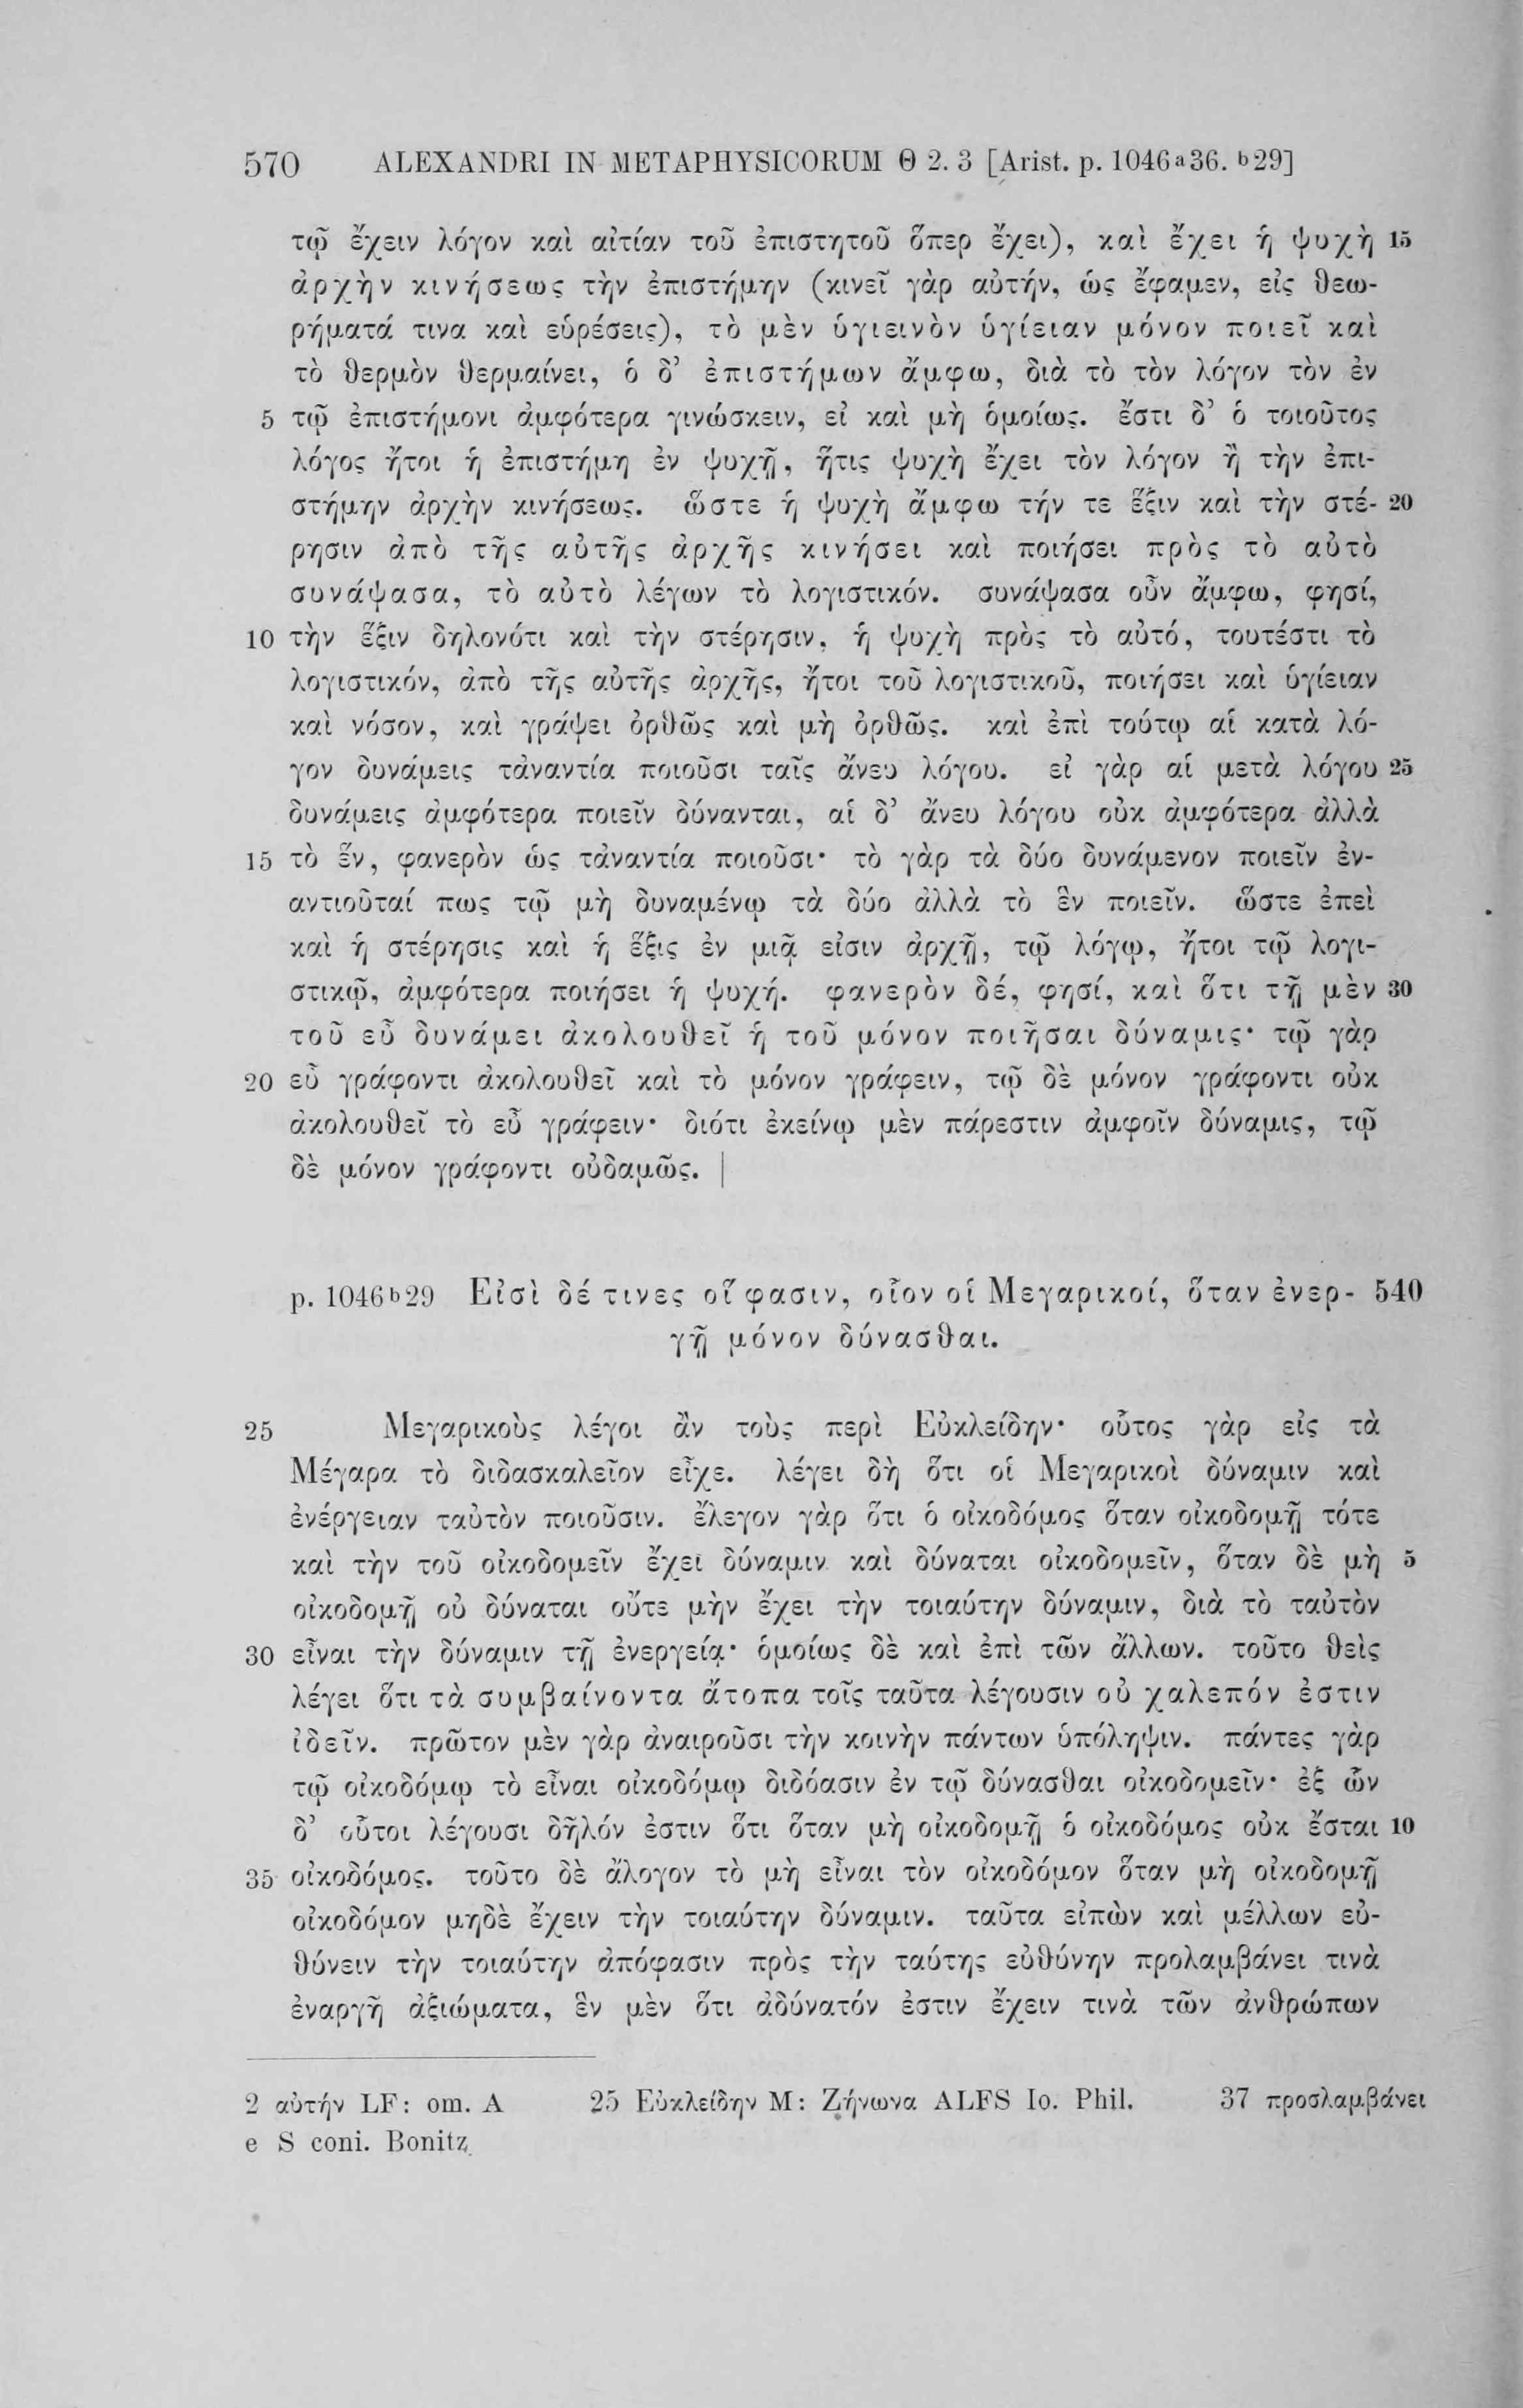 570 ALEXANDRI IN METAPHYSICORUM Θ 2. 3 [Arist. p. 1046ᵃ36. ᵇ29]
τῷ ἔχειν λόγον καὶ αἰτίαν τοῦ ἐπιστητοῦ ὅπερ ἔχει), καὶ ἔχει ἡ ψυχὴ 15
ἀρχὴν κινήσεως τὴν ἐπιστήμην (κινεῖ γὰρ αὐτήν, ὡς ἔφαμεν, εἰς θεω-
ρήματά τινα καὶ εὑρέσεις), τὸ μὲν ὑγιεινὸν ὑγίειαν μόνον ποιεῖ καὶ
τὸ θερμὸν θερμαίνει, ὁ δ’ ἐπιστήμων ἄμφω, διὰ τὸ τὸν λόγον τὸν ἐν
5 τῷ ἐπιστήμονι ἀμφότερα γινώσκειν, εἰ καὶ μὴ ὁμοίως. ἔστι δ’ ὁ τοιοῦτος
λόγος ἤτοι ἡ ἐπιστήμη ἐν ψυχῇ, ἥτις ψυχὴ ἔχει τὸν λόγον ἢ τὴν ἐπι-
στήμην ἀρχὴν κινήσεως. ὥστε ἡ ψυχὴ ἄμφω τήν τε ἕξιν καὶ τὴν στέ- 20
ρησιν ἀπὸ τῆς αὐτῆς ἀρχῆς κινήσει καὶ ποιήσει πρὸς τὸ αὐτὸ
συνάψασα, τὸ αὐτὸ λέγων τὸ λογιστικόν. συνάψασα οὖν ἄμφω, φησί,
10 τὴν ἕξιν δηλονότι καὶ τὴν στέρησιν, ἡ ψυχὴ πρὸς τὸ αὐτό, τουτέστι τὸ
λογιστικόν, ἀπὸ τῆς αὐτῆς ἀρχῆς, ἤτοι τοῦ λογιστικοῦ, ποιήσει καὶ ὑγίειαν
καὶ νόσον, καὶ γράψει ὀρθῶς καὶ μὴ ὀρθῶς. καὶ ἐπὶ τούτῳ αἱ κατὰ λό-
γον δυνάμεις τἀναντία ποιοῦσι ταῖς ἄνευ λόγου. εἰ γὰρ αἱ μετὰ λόγου 25
δυνάμεις ἀμφότερα ποιεῖν δύνανται, αἱ δ’ ἄνευ λόγου οὐκ ἀμφότερα ἀλλὰ
15 τὸ ἕν, φανερὸν ὡς τἀναντία ποιοῦσι· τὸ γὰρ τὰ δύο δυνάμενον ποιεῖν ἐν-
αντιοῦταί πως τῷ μὴ δυναμένῳ τὰ δύο ἀλλὰ τὸ ἓν ποιεῖν. ὥστε ἐπεὶ
καὶ ἡ στέρησις καὶ ἡ ἕξις ἐν μιᾷ εἰσιν ἀρχῇ, τῷ λόγῳ, ἤτοι τῷ λογι-
στικῷ, ἀμφότερα ποιήσει ἡ ψυχή. φανερὸν δέ, φησί, καὶ ὅτι τῇ μὲν 30
τοῦ εὖ δυνάμει ἀκολουθεῖ ἡ τοῦ μόνον ποιῆσαι δύναμις· τῷ γὰρ
20 εὖ γράφοντι ἀκολουθεῖ καὶ τὸ μόνον γράφειν, τῷ δὲ μόνον γράφοντι οὐκ
ἀκολουθεῖ τὸ εὖ γράφειν· διότι ἐκείνῳ μὲν πάρεστιν ἀμφοῖν δύναμις, τῷ
δὲ μόνον γράφοντι οὐδαμῶς. |
p. 1046ᵇ29 Εἰσὶ δέ τινες οἵ φασιν, οἷον οἱ Μεγαρικοί, ὅταν ἐνερ- 540
γῇ μόνον δύνασθαι.
25 Μεγαρικοὺς λέγοι ἂν τοὺς περὶ Εὐκλείδην· οὗτος γὰρ εἰς τὰ
Μέγαρα τὸ διδασκαλεῖον εἶχε. λέγει δὴ ὅτι οἱ Μεγαρικοὶ δύναμιν καὶ
ἐνέργειαν ταὐτὸν ποιοῦσιν. ἔλεγον γὰρ ὅτι ὁ οἰκοδόμος ὅταν οἰκοδομῇ τότε
καὶ τὴν τοῦ οἰκοδομεῖν ἔχει δύναμιν καὶ δύναται οἰκοδομεῖν, ὅταν δὲ μὴ 5
οἰκοδομῇ οὐ δύναται οὔτε μὴν ἔχει τὴν τοιαύτην δύναμιν, διὰ τὸ ταὐτὸν
30 εἶναι τὴν δύναμιν τῇ ἐνεργείᾳ· ὁμοίως δὲ καὶ ἐπὶ τῶν ἄλλων. τοῦτο θεὶς
λέγει ὅτι τὰ συμβαίνοντα ἄτοπα τοῖς ταῦτα λέγουσιν οὐ χαλεπόν ἐστιν
ἰδεῖν. πρῶτον μὲν γὰρ ἀναιροῦσι τὴν κοινὴν πάντων ὑπόληψιν. πάντες γὰρ
τῷ οἰκοδόμῳ τὸ εἶναι οἰκοδόμῳ διδόασιν ἐν τῷ δύνασθαι οἰκοδομεῖν· ἐξ ὧν
δ’ οὗτοι λέγουσι δῆλόν ἐστιν ὅτι ὅταν μὴ οἰκοδομῇ ὁ οἰκοδόμος οὐκ ἔσται 10
35 οἰκοδόμος. τοῦτο δὲ ἄλογον τὸ μὴ εἶναι τὸν οἰκοδόμον ὅταν μὴ οἰκοδομῇ
οἰκοδόμον μηδὲ ἔχειν τὴν τοιαύτην δύναμιν. ταῦτα εἰπὼν καὶ μέλλων εὐ-
θύνειν τὴν τοιαύτην ἀπόφασιν πρὸς τὴν ταύτης εὐθύνην προλαμβάνει τινὰ
ἐναργῆ ἀξιώματα, ἓν μὲν ὅτι ἀδύνατόν ἐστιν ἔχειν τινὰ τῶν ἀνθρώπων
2 αὐτήν LF: om. A 25 Εὐκλείδην M: Ζήνωνα ALFS Io. Phil. 37 προσλαμβάνει
e S coni. Bonitz